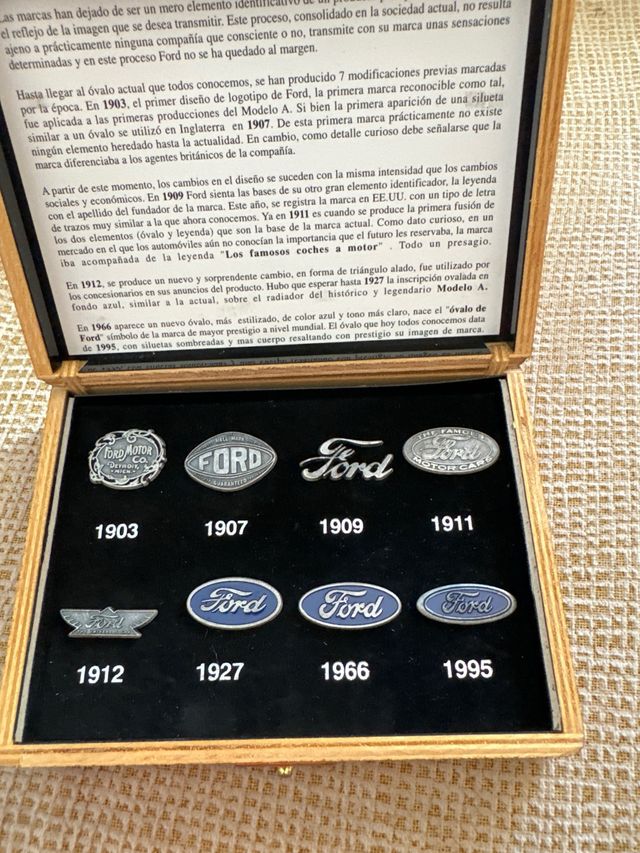 Las marcas han dejado de ser un mero elemento identificativo de un
el reflejo de la imagen que se desea transmitir. Este proceso, consolidado en la sociedad actual, no resulta
ajeno a prácticamente ninguna compañía que consciente o no, transmite con su marca unas sensaciones
determinadas y en este proceso Ford no se ha quedado al margen.
Hasta llegar al óvalo actual que todos conocemos, se han producido 7 modificaciones previas marcadas
por la época. En 1903, el primer diseño de logotipo de Ford, la primera marca reconocible como tal,
fue aplicada a las primeras producciones del Modelo A. Si bien la primera aparición de una silueta
similar a un óvalo se utilizó en Inglaterra en 1907. De esta primera marca prácticamente no existe
ningún elemento heredado hasta la actualidad. En cambio, como detalle curioso debe señalarse que la
marca diferenciaba a los agentes británicos de la compañía.
A partir de este momento, los cambios en el diseño se suceden con la misma intensidad que los cambios
sociales y económicos. En 1909 Ford sienta las bases de su otro gran elemento identificador, la leyenda
con el apellido del fundador de la marca. Este año, se registra la marca en EE.UU. con un tipo de letra
de trazos muy similar a la que ahora conocemos. Ya en 1911 es cuando se produce la primera fusión de
los dos elementos (óvalo y leyenda) que son la base de la marca actual. Como dato curioso, en un
mercado en el que los automóviles aún no conocían la importancia que el futuro les reservaba, la marca
iba acompañada de la leyenda "Los famosos coches a motor" . Todo un presagio.
En 1912, se produce un nuevo y sorprendente cambio, en forma de triángulo alado, fue utilizado por
los concesionarios en sus anuncios del producto. Hubo que esperar hasta 1927 la inscripción ovalada en
fondo azul, similar a la actual, sobre el radiador del histórico y legendario Modelo A.
En 1966 aparece un nuevo óvalo, más estilizado, de color azul y tono más claro, nace el "óvalo de
Ford" símbolo de la marca de mayor prestigio a nivel mundial. El óvalo que hoy todos conocemos data
de 1995, con siluetas sombreadas y mas cuerpo resaltando con prestigio su imagen de marca.
FORD MOTOR
CO.
DETROIT,
MICH.
FORD
GUARANTEED
Ford
THE FAMOUS
Ford
MOTOR CARS
1903 1907 1909 1911
Ford Ford Ford Ford
1912 1927 1966 1995